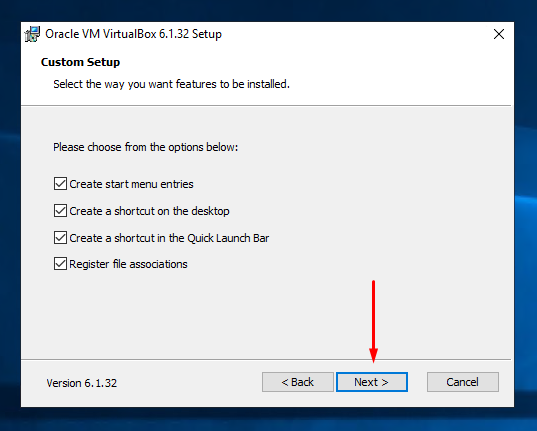 Oracle VM VirtualBox 6.1.32 Setup
Custom Setup
Select the way you want features to be installed.
Please choose from the options below:
Create start menu entries
Create a shortcut on the desktop
Create a shortcut in the Quick Launch Bar
Register file associations
Version 6.1.32
< Back
Next >
Cancel